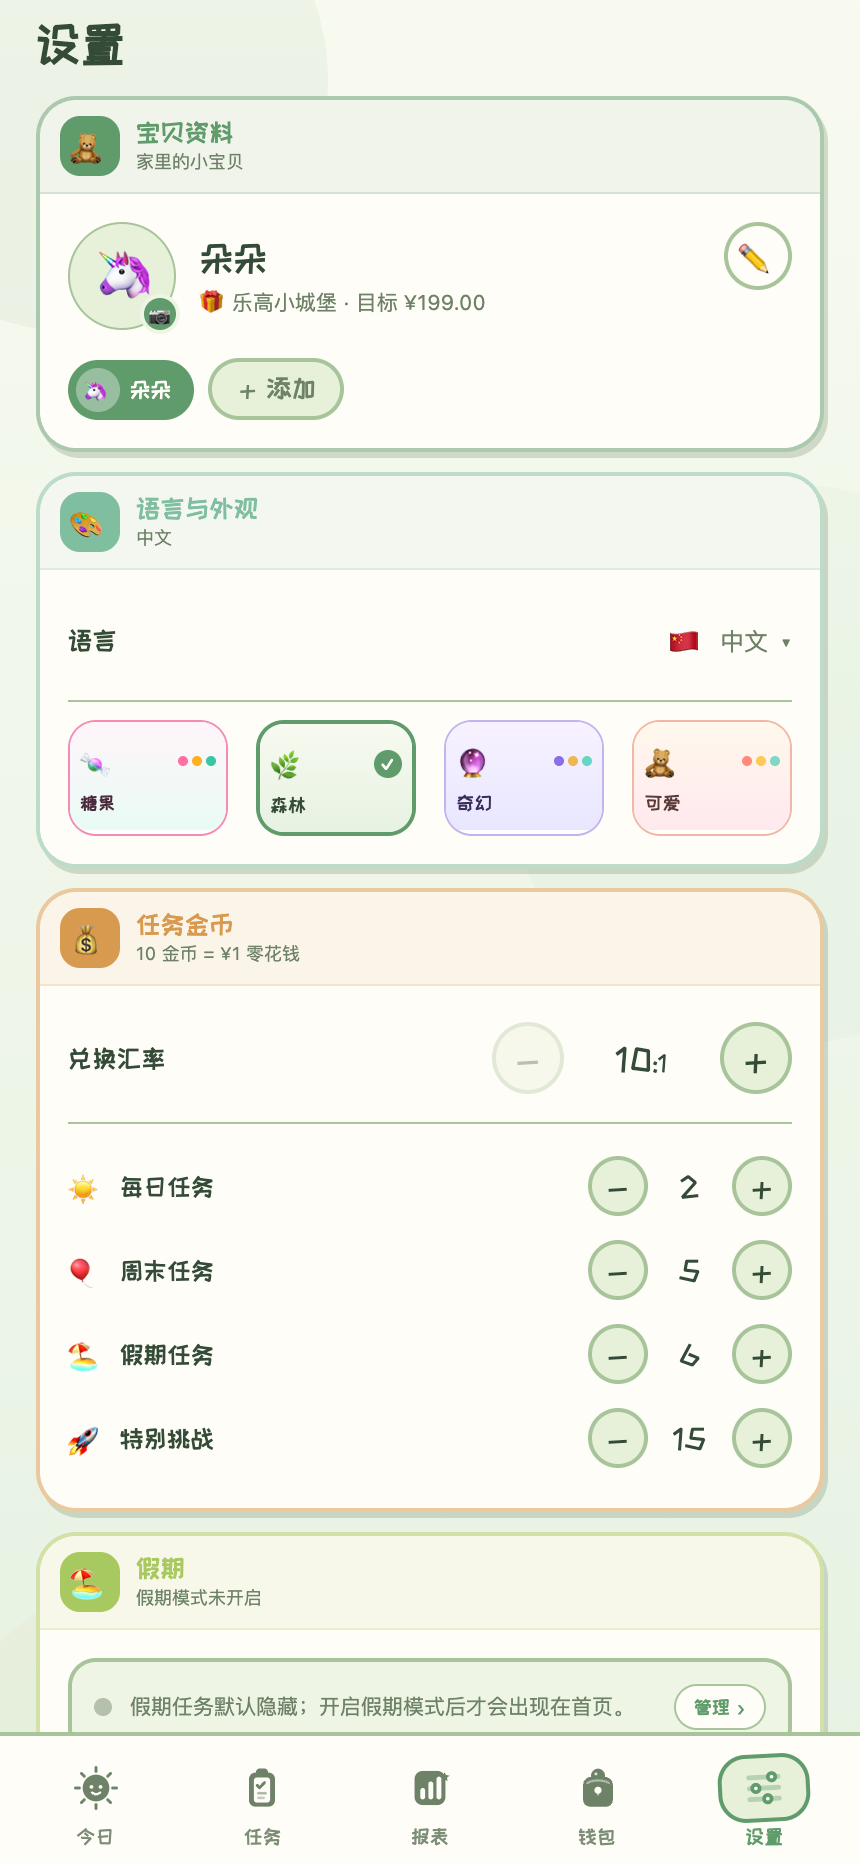 设置
宝贝资料
家里的小宝贝
朵朵
乐高小城堡 · 目标 ¥199.00
朵朵
+ 添加
语言与外观
中文
语言
中文 ▾
糖果
森林
奇幻
可爱
任务金币
10 金币 = ¥1 零花钱
兑换汇率
− 10:1 +
每日任务
− 2 +
周末任务
− 5 +
假期任务
− 6 +
特别挑战
− 15 +
假期
假期模式未开启
假期任务默认隐藏；开启假期模式后才会出现在首页。
管理 ›
今日
任务
报表
钱包
设置